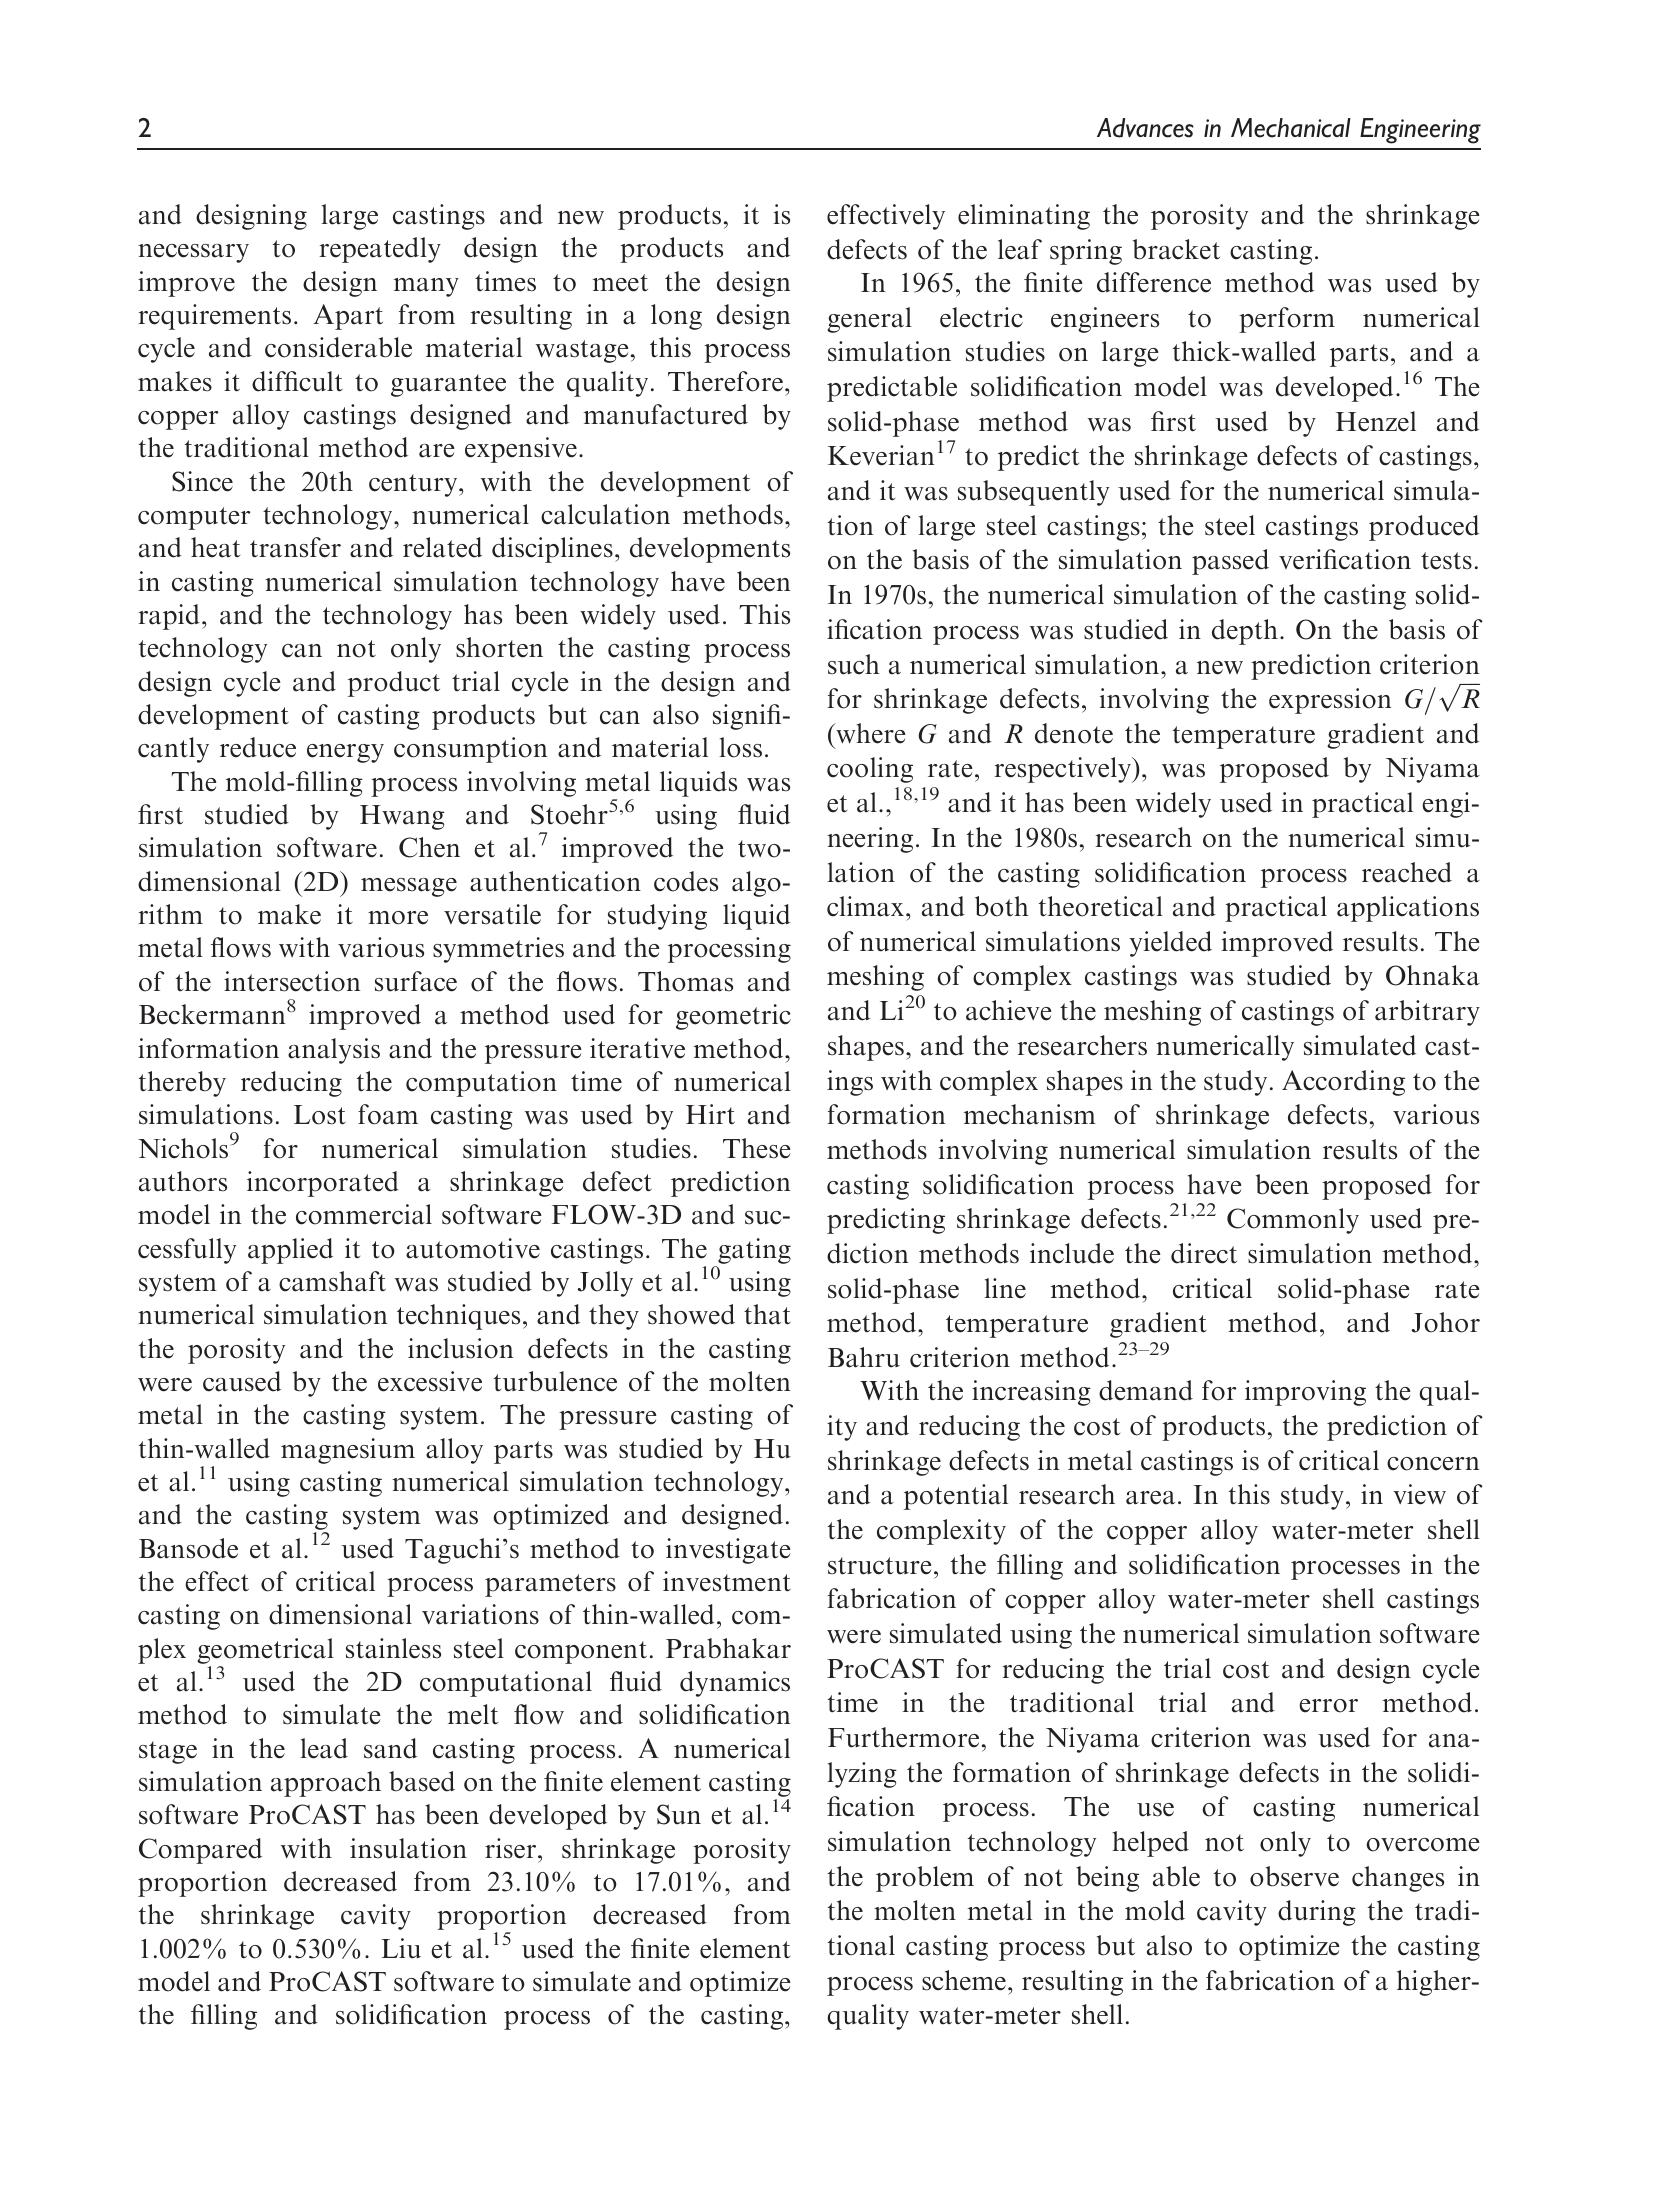 2
Advances in Mechanical Engineering
and designing large castings and new products, it is
necessary to repeatedly design the products and
improve the design many times to meet the design
requirements. Apart from resulting in a long design
cycle and considerable material wastage, this process
makes it difficult to guarantee the quality. Therefore,
copper alloy castings designed and manufactured by
the traditional method are expensive.
Since the 20th century, with the development of
computer technology, numerical calculation methods,
and heat transfer and related disciplines, developments
in casting numerical simulation technology have been
rapid, and the technology has been widely used. This
technology can not only shorten the casting process
design cycle and product trial cycle in the design and
development of casting products but can also signifi-
cantly reduce energy consumption and material loss.
The mold-filling process involving metal liquids was
first studied by Hwang and Stoehr5,6 using fluid
simulation software. Chen et al.7 improved the two-
dimensional (2D) message authentication codes algo-
rithm to make it more versatile for studying liquid
metal flows with various symmetries and the processing
of the intersection surface of the flows. Thomas and
Beckermann8 improved a method used for geometric
information analysis and the pressure iterative method,
thereby reducing the computation time of numerical
simulations. Lost foam casting was used by Hirt and
Nichols9 for numerical simulation studies. These
authors incorporated a shrinkage defect prediction
model in the commercial software FLOW-3D and suc-
cessfully applied it to automotive castings. The gating
system of a camshaft was studied by Jolly et al.10 using
numerical simulation techniques, and they showed that
the porosity and the inclusion defects in the casting
were caused by the excessive turbulence of the molten
metal in the casting system. The pressure casting of
thin-walled magnesium alloy parts was studied by Hu
et al.11 using casting numerical simulation technology,
and the casting system was optimized and designed.
Bansode et al.12 used Taguchi's method to investigate
the effect of critical process parameters of investment
casting on dimensional variations of thin-walled, com-
plex geometrical stainless steel component. Prabhakar
et al.13 used the 2D computational fluid dynamics
method to simulate the melt flow and solidification
stage in the lead sand casting process. A numerical
simulation approach based on the finite element casting
software ProCAST has been developed by Sun et al.14
Compared with insulation riser, shrinkage porosity
proportion decreased from 23.10% to 17.01%, and
the shrinkage cavity proportion decreased from
1.002% to 0.530%. Liu et al.15 used the finite element
model and ProCAST software to simulate and optimize
the filling and solidification process of the casting,
effectively eliminating the porosity and the shrinkage
defects of the leaf spring bracket casting.
In 1965, the finite difference method was used by
general electric engineers to perform numerical
simulation studies on large thick-walled parts, and a
predictable solidification model was developed.16 The
solid-phase method was first used by Henzel and
Keverian17 to predict the shrinkage defects of castings,
and it was subsequently used for the numerical simula-
tion of large steel castings; the steel castings produced
on the basis of the simulation passed verification tests.
In 1970s, the numerical simulation of the casting solid-
ification process was studied in depth. On the basis of
such a numerical simulation, a new prediction criterion
for shrinkage defects, involving the expression G/√R
(where G and R denote the temperature gradient and
cooling rate, respectively), was proposed by Niyama
et al.,18,19 and it has been widely used in practical engi-
neering. In the 1980s, research on the numerical simu-
lation of the casting solidification process reached a
climax, and both theoretical and practical applications
of numerical simulations yielded improved results. The
meshing of complex castings was studied by Ohnaka
and Li20 to achieve the meshing of castings of arbitrary
shapes, and the researchers numerically simulated cast-
ings with complex shapes in the study. According to the
formation mechanism of shrinkage defects, various
methods involving numerical simulation results of the
casting solidification process have been proposed for
predicting shrinkage defects.21,22 Commonly used pre-
diction methods include the direct simulation method,
solid-phase line method, critical solid-phase rate
method, temperature gradient method, and Johor
Bahru criterion method.23–29
With the increasing demand for improving the qual-
ity and reducing the cost of products, the prediction of
shrinkage defects in metal castings is of critical concern
and a potential research area. In this study, in view of
the complexity of the copper alloy water-meter shell
structure, the filling and solidification processes in the
fabrication of copper alloy water-meter shell castings
were simulated using the numerical simulation software
ProCAST for reducing the trial cost and design cycle
time in the traditional trial and error method.
Furthermore, the Niyama criterion was used for ana-
lyzing the formation of shrinkage defects in the solidi-
fication process. The use of casting numerical
simulation technology helped not only to overcome
the problem of not being able to observe changes in
the molten metal in the mold cavity during the tradi-
tional casting process but also to optimize the casting
process scheme, resulting in the fabrication of a higher-
quality water-meter shell.